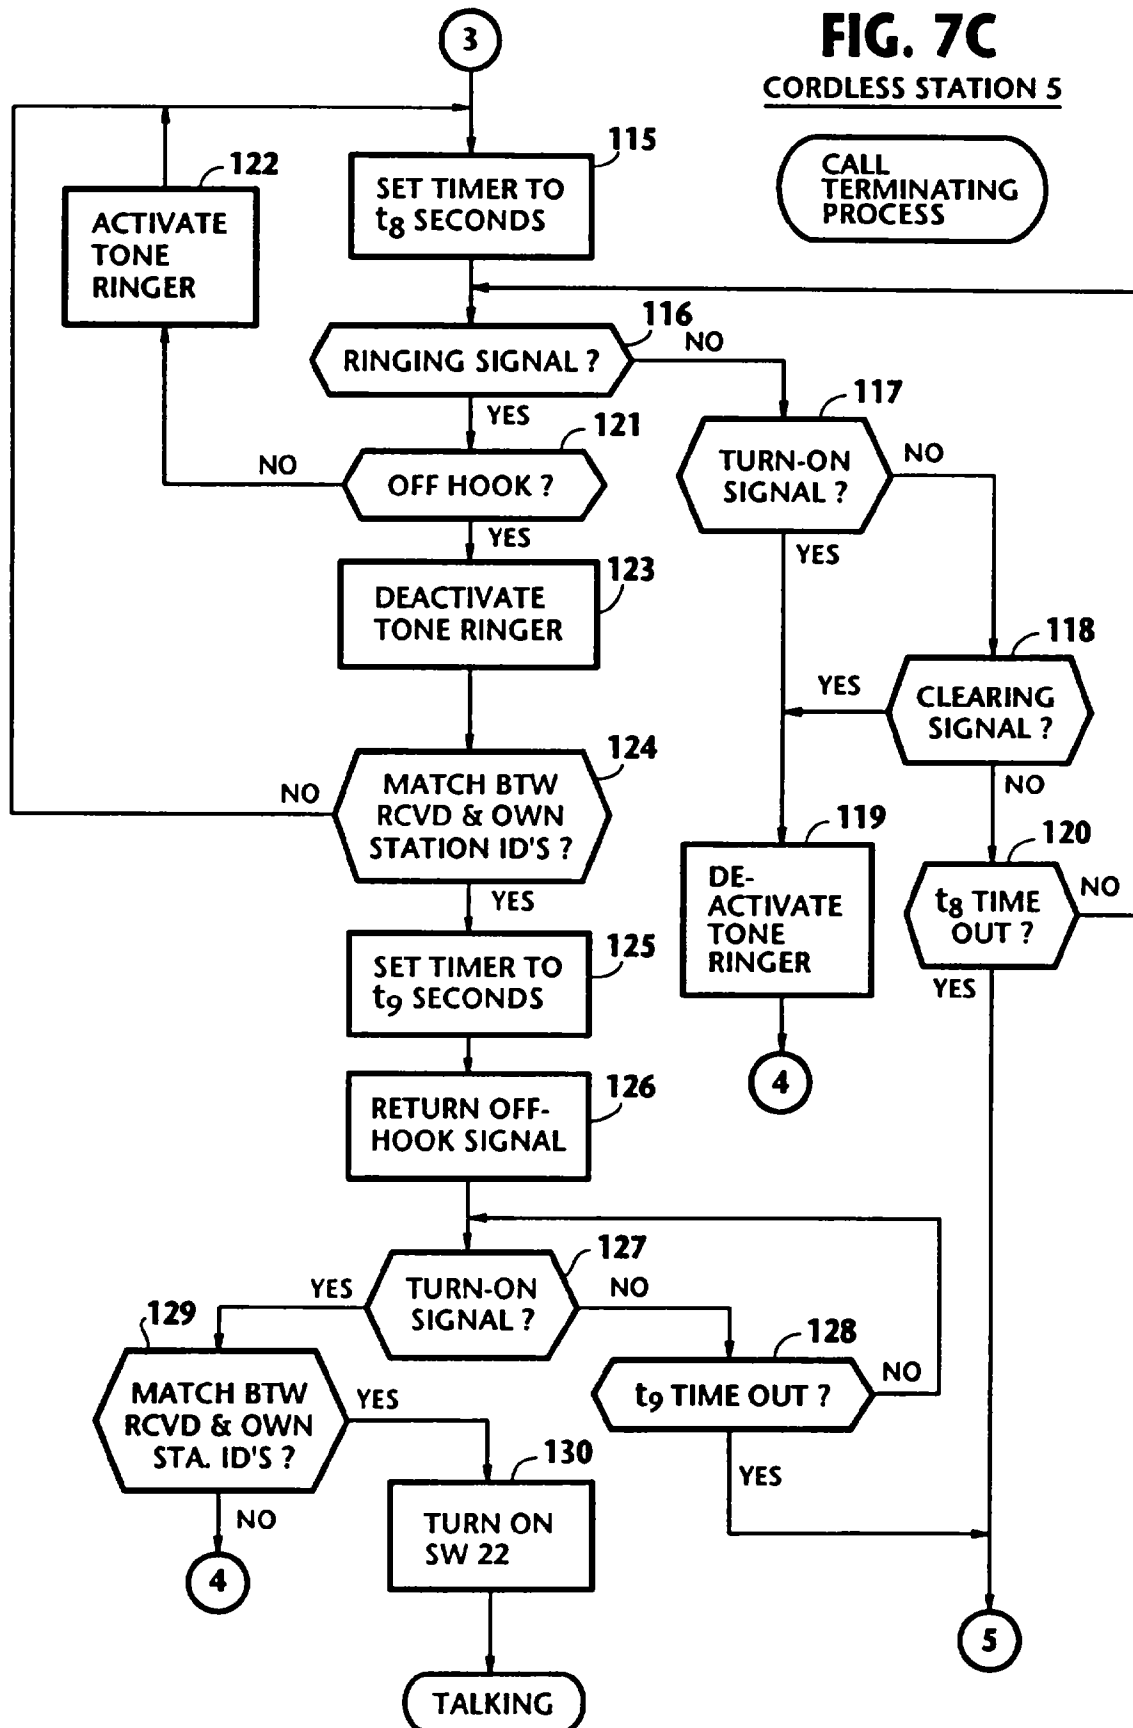 3
FIG. 7C
CORDLESS STATION 5
CALL
TERMINATING
PROCESS
115
SET TIMER TO
t8 SECONDS
122
ACTIVATE
TONE
RINGER
116
RINGING SIGNAL ?
NO
YES
117
TURN-ON
SIGNAL ?
NO
YES
121
OFF HOOK ?
NO
YES
123
DEACTIVATE
TONE RINGER
118
CLEARING
SIGNAL ?
YES
NO
124
MATCH BTW
RCVD & OWN
STATION ID'S ?
NO
YES
119
DE-
ACTIVATE
TONE
RINGER
4
120
t8 TIME
OUT ?
NO
YES
125
SET TIMER TO
t9 SECONDS
126
RETURN OFF-
HOOK SIGNAL
127
TURN-ON
SIGNAL ?
YES
NO
128
t9 TIME OUT ?
NO
YES
129
MATCH BTW
RCVD & OWN
STA. ID'S ?
YES
NO
4
130
TURN ON
SW 22
5
TALKING